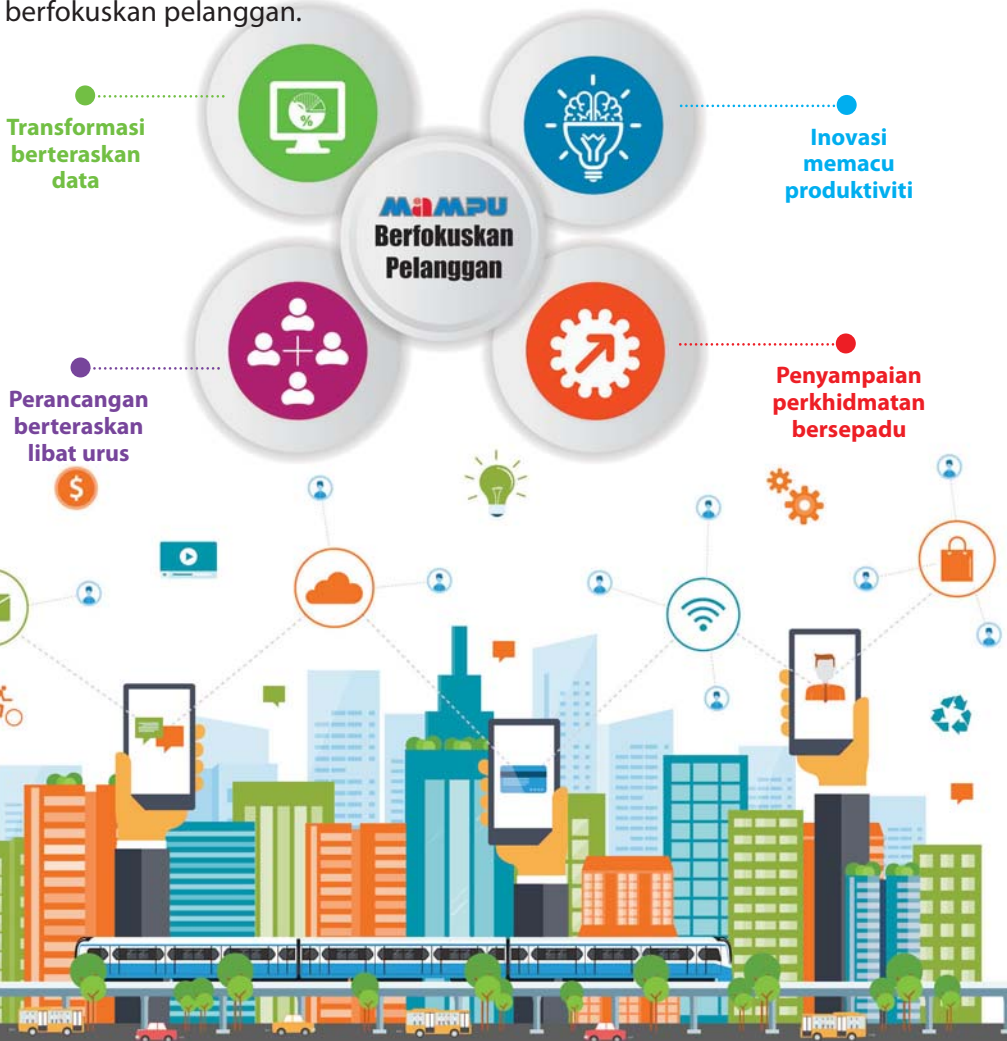 berfokuskan pelanggan.
Transformasi
berteraskan
data
%
Inovasi
memacu
produktiviti
MAMPU
Berfokuskan
Pelanggan
Perancangan
berteraskan
libat urus
Penyampaian
perkhidmatan
bersepadu
$